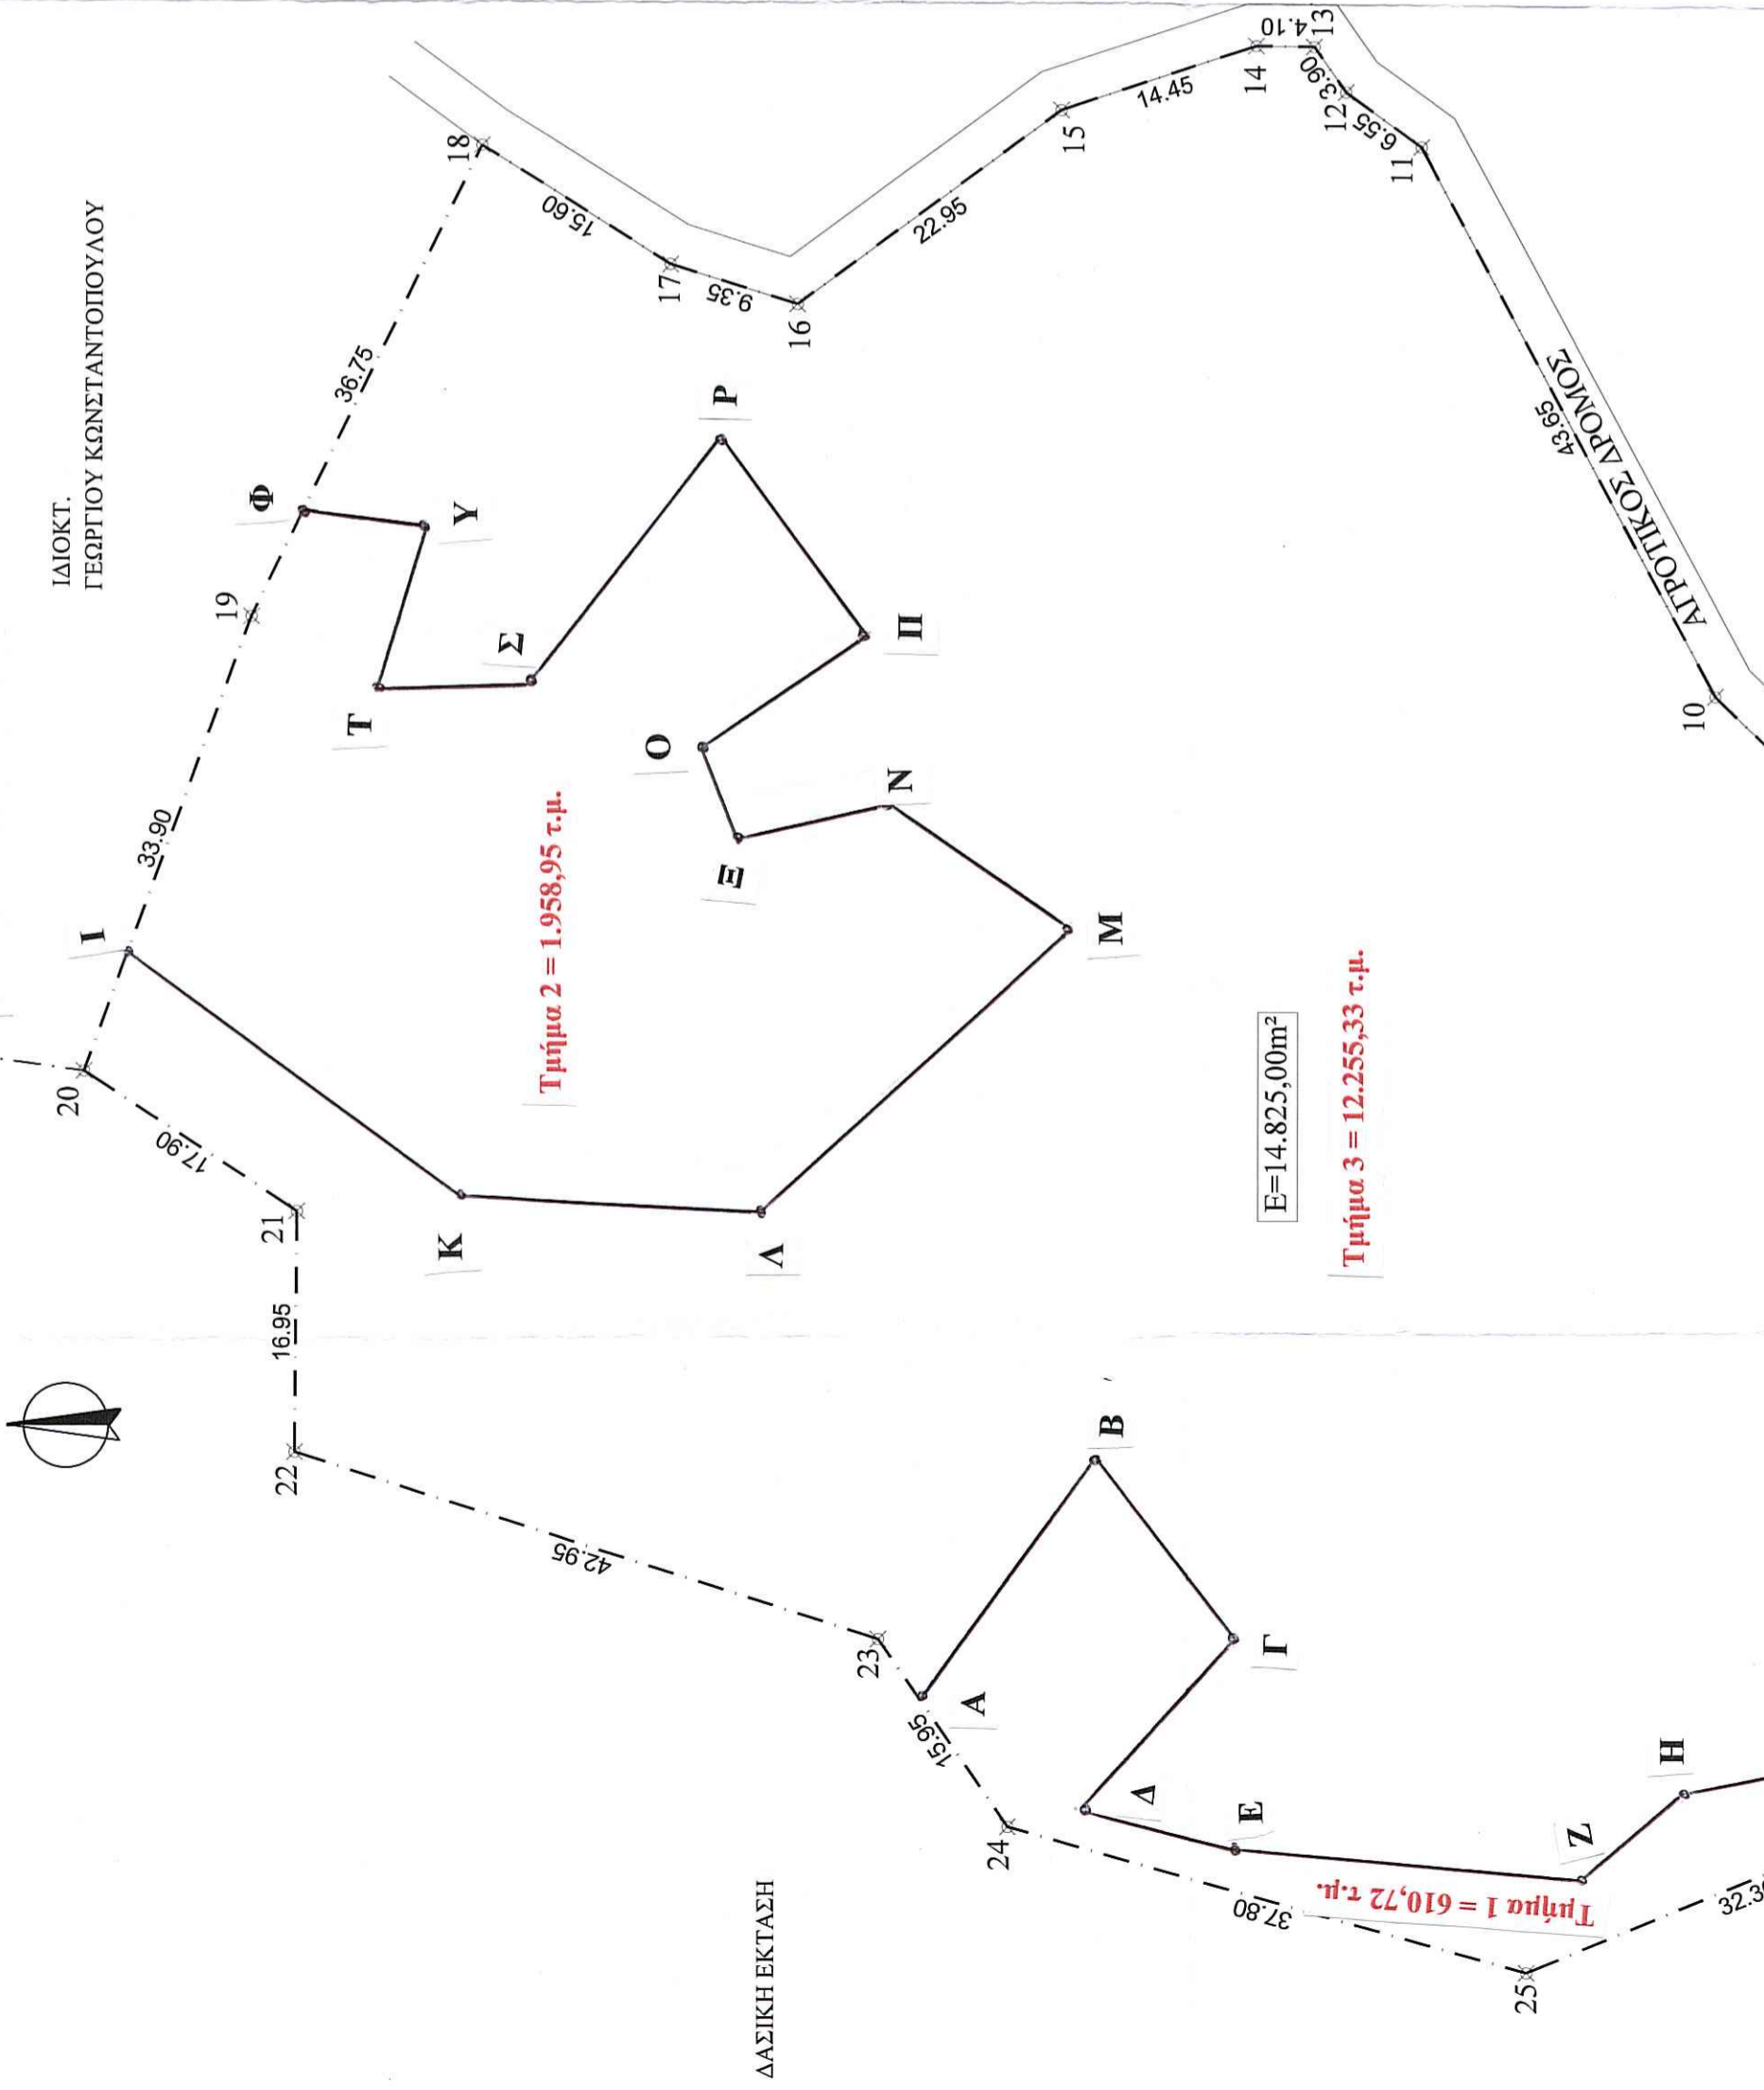 ΙΔΙΟΚΤ.
ΓΕΩΡΓΙΟΥ ΚΩΝΣΤΑΝΤΟΠΟΥΛΟΥ
18
15.60
17
9.35
16
22.95
15
14.45
14
4.10
13
3.90
12
6.55
11
43.65
ΑΓΡΟΤΙΚΟΣ ΔΡΟΜΟΣ
10
36.75
Φ
19
Υ
Τ
Σ
Ρ
Π
Ο
Ξ
Ν
Μ
33.90
Ι
20
17.90
21
Κ
Λ
Τμήμα 2 = 1.958,95 τ.μ.
Ε=14.825,00m²
Τμήμα 3 = 12.255,33 τ.μ.
16.95
22
42.95
23
15.95
Α
Β
Γ
Δ
Ε
Ζ
Η
24
37.80
Τμήμα 1 = 610,72 τ.μ.
25
ΔΑΣΙΚΗ ΕΚΤΑΣΗ